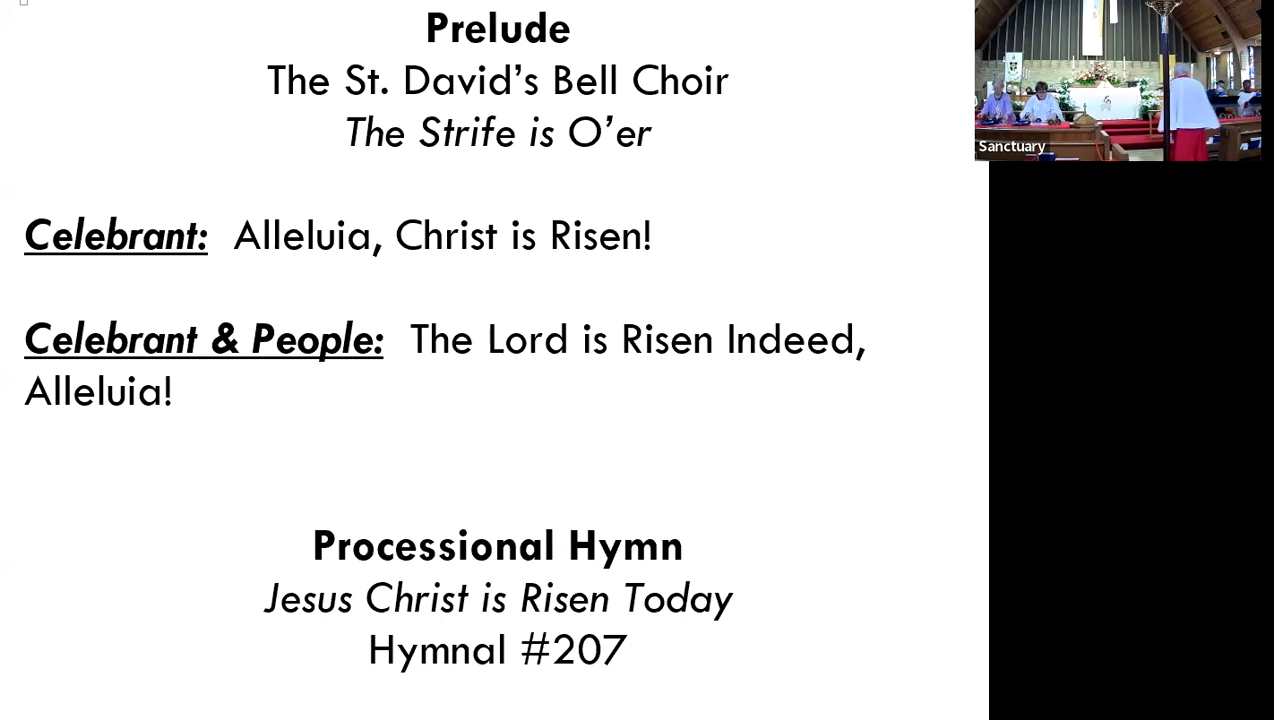 Prelude
The St. David's Bell Choir
The Strife is O'er
Celebrant: Alleluia, Christ is Risen!
Celebrant & People: The Lord is Risen Indeed,
Alleluia!
Processional Hymn
Jesus Christ is Risen Today
Hymnal #207
Sanctuary